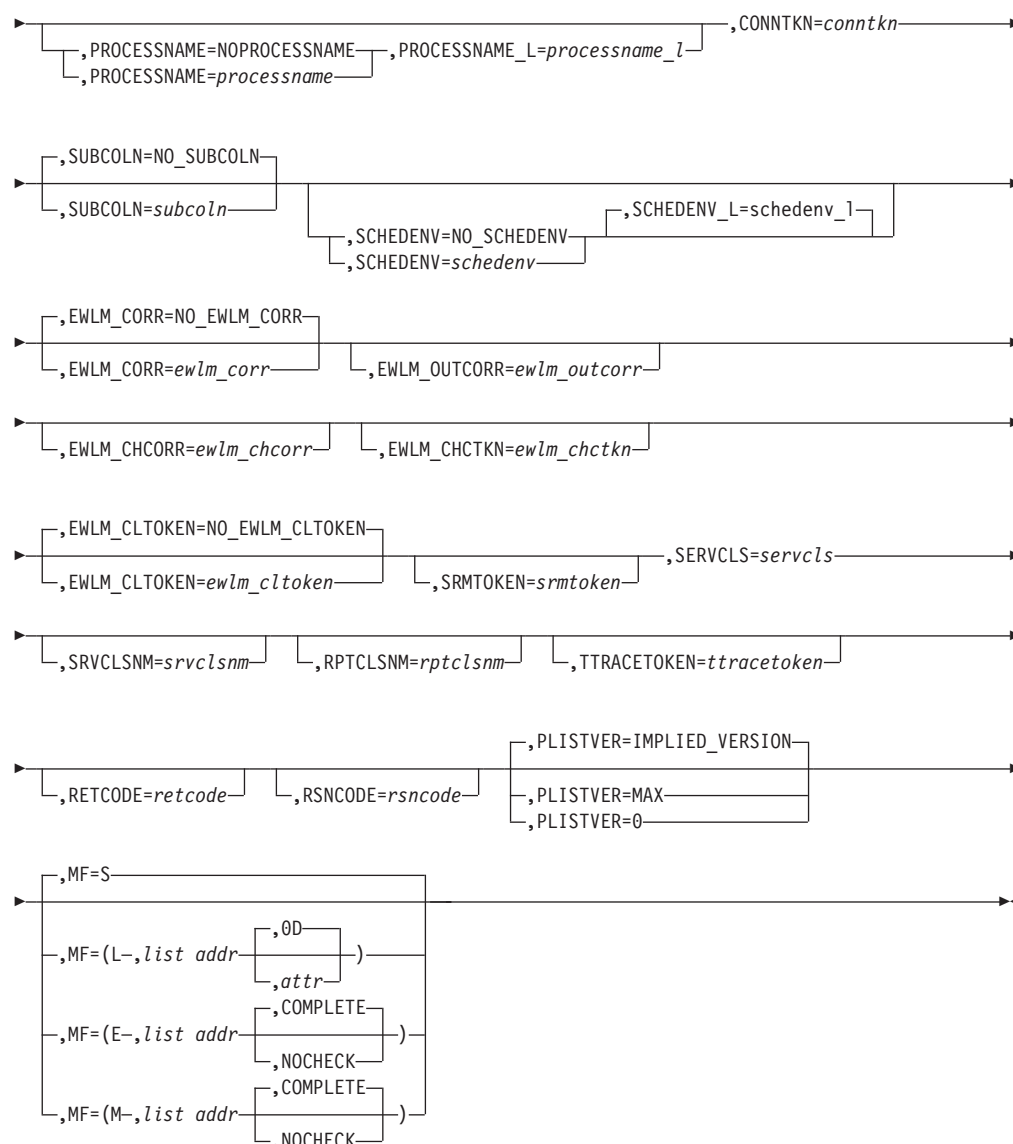 ,PROCESSNAME=NOPROCESSNAME ,PROCESSNAME_L=processname_l ,CONNTKN=conntkn
,PROCESSNAME=processname
,SUBCOLN=NO_SUBCOLN
,SUBCOLN=subcoln
,SCHEDENV_L=schedenv_l
,SCHEDENV=NO_SCHEDENV
,SCHEDENV=schedenv
,EWLM_CORR=NO_EWLM_CORR
,EWLM_CORR=ewlm_corr ,EWLM_OUTCORR=ewlm_outcorr
,EWLM_CHCORR=ewlm_chcorr ,EWLM_CHCTKN=ewlm_chctkn
,EWLM_CLTOKEN=NO_EWLM_CLTOKEN
,EWLM_CLTOKEN=ewlm_cltoken ,SRMTOKEN=srmtoken ,SERVCLS=servcls
,SRVCLSNM=srvclsnm ,RPTCLSNM=rptclsnm ,TTRACETOKEN=ttracetoken
,PLISTVER=IMPLIED_VERSION
,RETCODE=retcode ,RSNCODE=rsncode ,PLISTVER=MAX
,PLISTVER=0
,MF=S
,0D
,MF=(L,list addr )
,attr
,COMPLETE
,MF=(E,list addr )
,NOCHECK
,COMPLETE
,MF=(M,list addr )
,NOCHECK